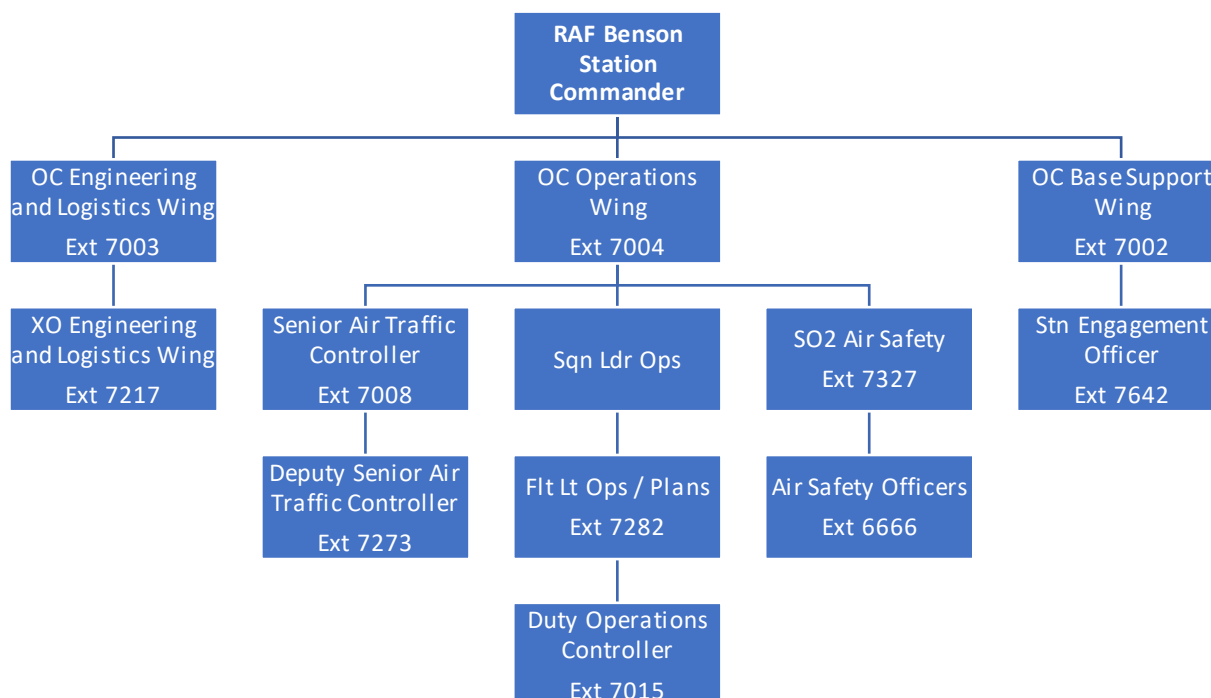 RAF Benson
Station
Commander
OC Engineering
and Logistics Wing
Ext 7003
OC Operations
Wing
Ext 7004
OC Base Support
Wing
Ext 7002
XO Engineering
and Logistics Wing
Ext 7217
Senior Air Traffic
Controller
Ext 7008
Sqn Ldr Ops
SO2 Air Safety
Ext 7327
Stn Engagement
Officer
Ext 7642
Deputy Senior Air
Traffic Controller
Ext 7273
Flt Lt Ops / Plans
Ext 7282
Air Safety Officers
Ext 6666
Duty Operations
Controller
Ext 7015